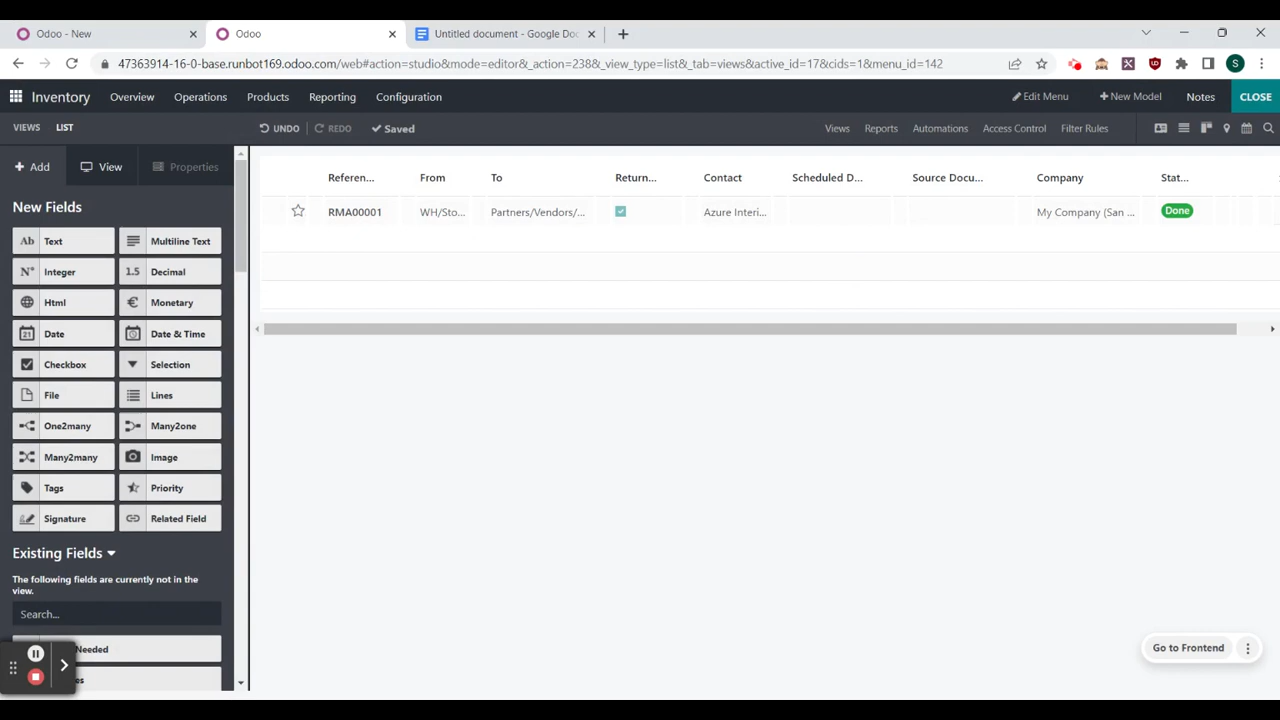 Odoo - New
Odoo
Untitled document - Google Doc
47363914-16-0-base.runbot169.odoo.com/web#action=studio&mode=editor&_action=238&_view_type=list&_tab=views&active_id=17&cids=1&menu_id=142
S
Inventory Overview Operations Products Reporting Configuration Edit Menu New Model Notes CLOSE
VIEWS LIST UNDO REDO Saved Views Reports Automations Access Control Filter Rules
Add View Properties
Referen... From To Return... Contact Scheduled D... Source Docu... Company Stat...
RMA00001 WH/Sto... Partners/Vendors/... Azure Interi... My Company (San ... Done
New Fields
Ab Text Multiline Text
N° Integer 1.5 Decimal
Html € Monetary
21 Date Date & Time
Checkbox Selection
File Lines
One2many Many2one
Many2many Image
Tags Priority
Signature Related Field
Existing Fields
The following fields are currently not in the
view.
Search...
Needed
Go to Frontend